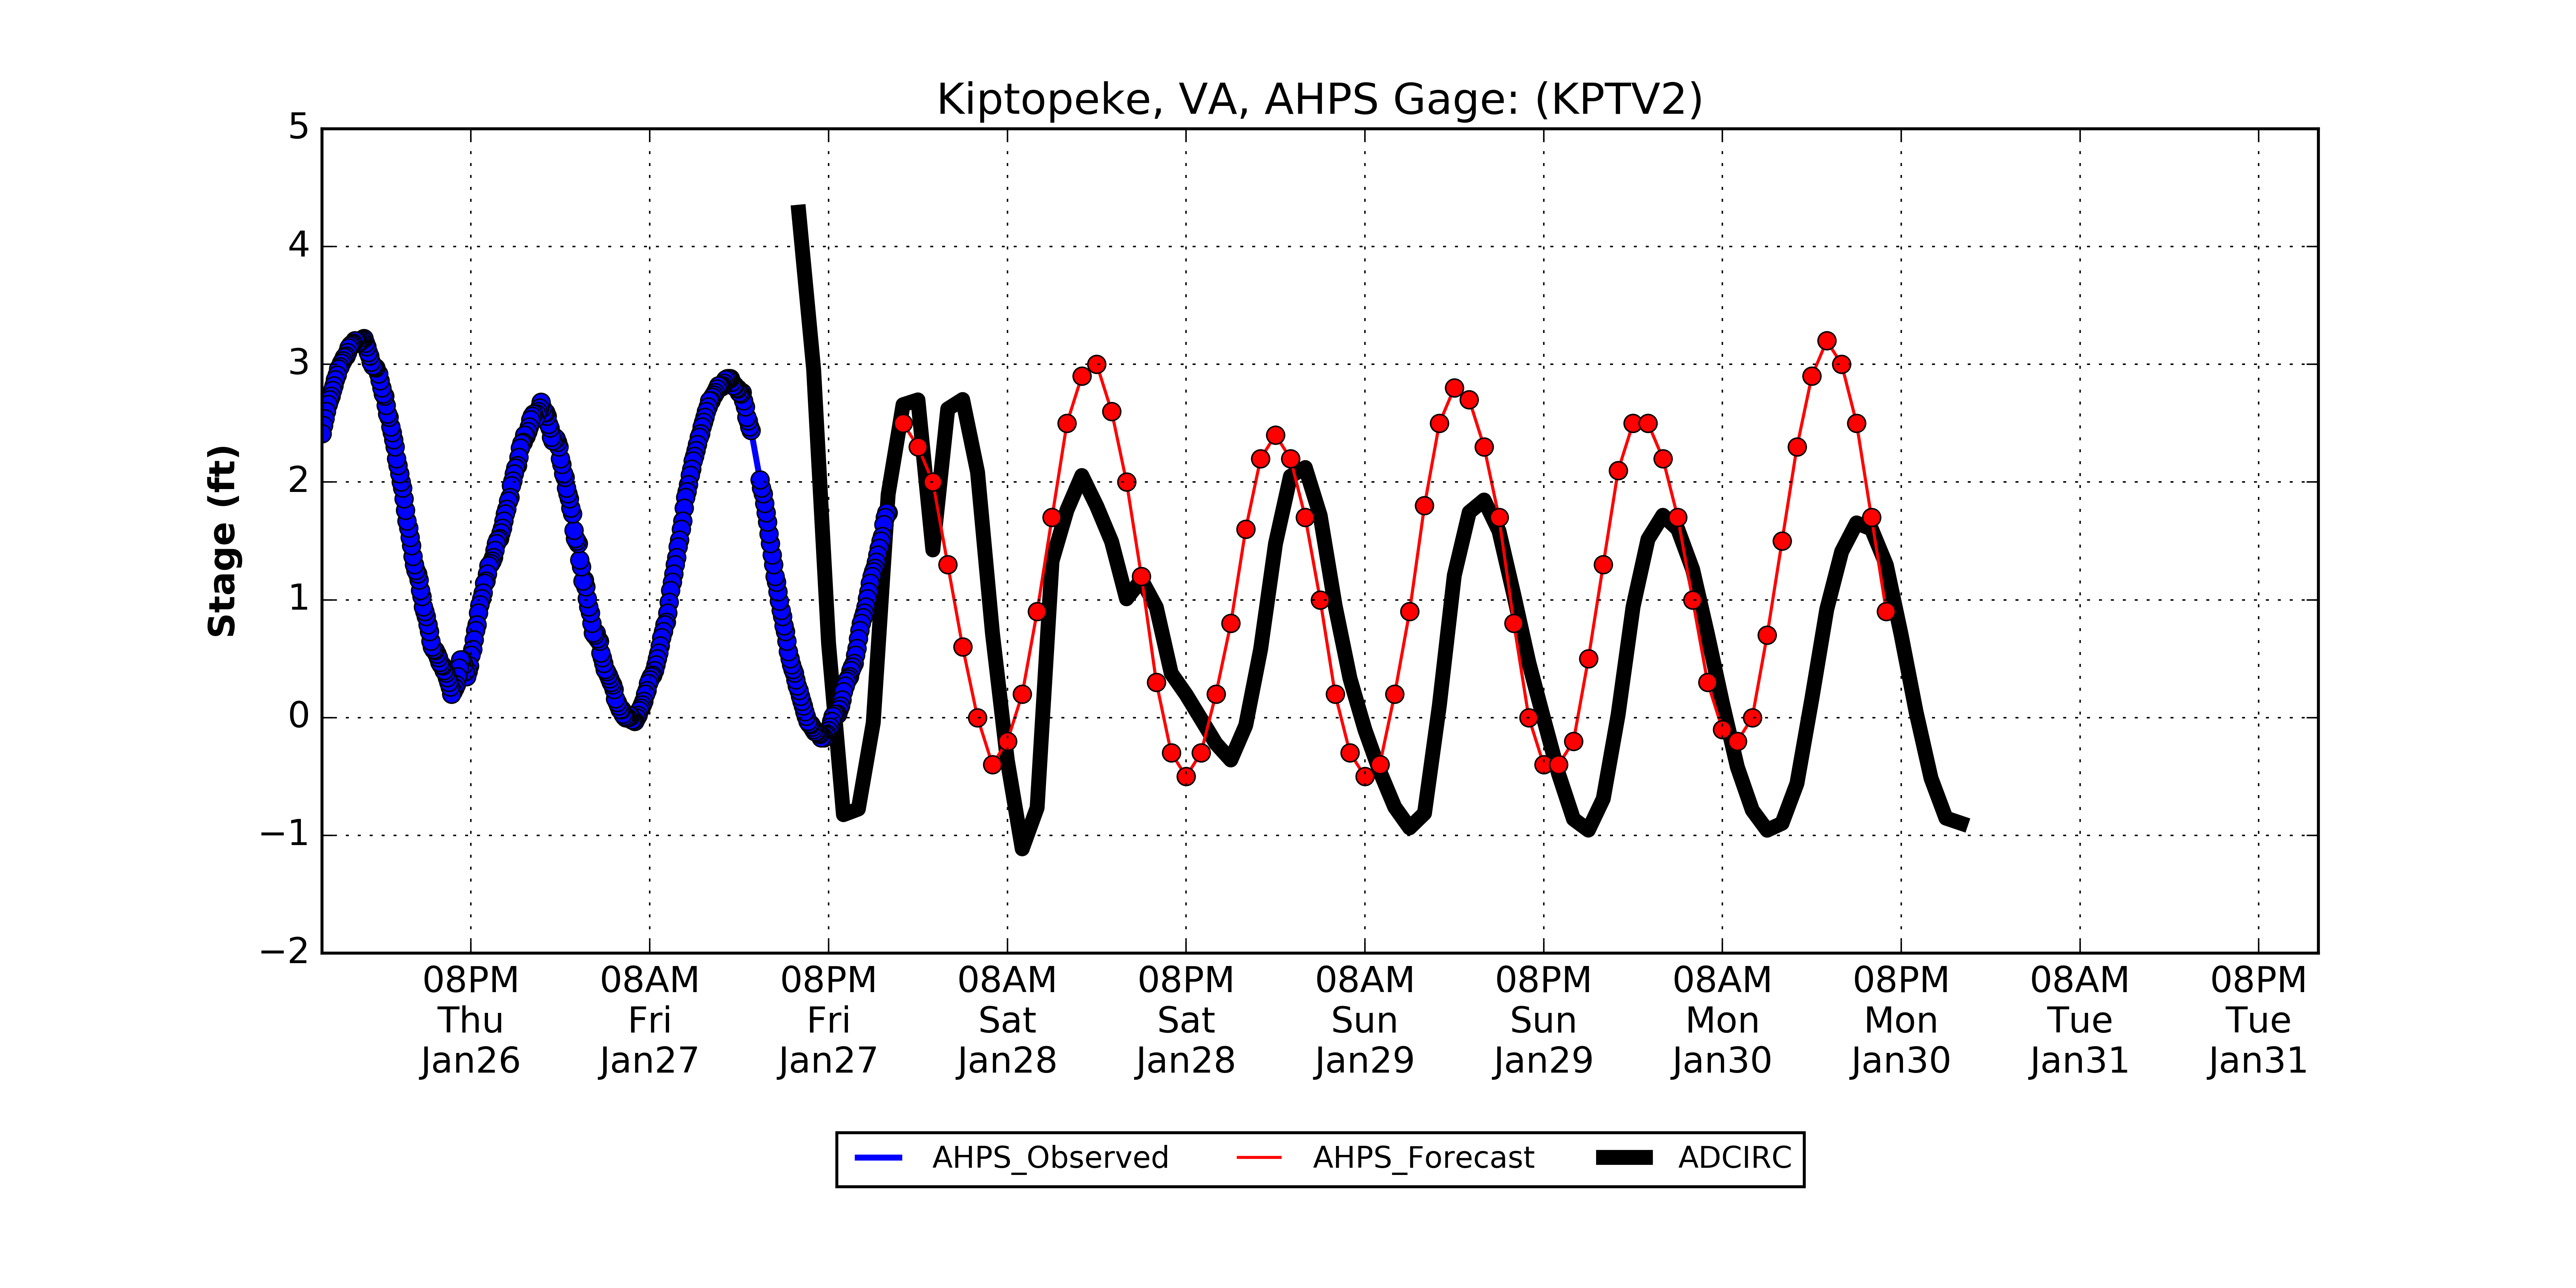 Kiptopeke, VA, AHPS Gage: (KPTV2)
Stage (ft)
5
4
3
2
1
0
−1
−2
08PM 08AM 08PM 08AM 08PM 08AM 08PM 08AM 08PM 08AM 08PM
Thu Fri Fri Sat Sat Sun Sun Mon Mon Tue Tue
Jan26 Jan27 Jan27 Jan28 Jan28 Jan29 Jan29 Jan30 Jan30 Jan31 Jan31
AHPS_Observed AHPS_Forecast ADCIRC